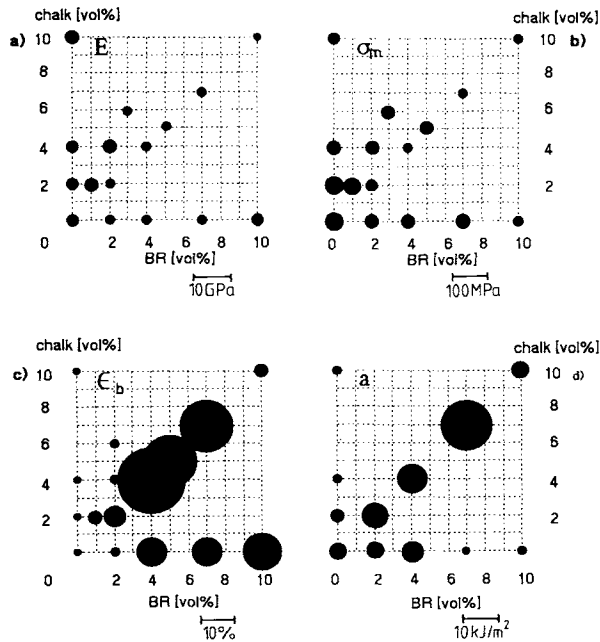 chalk [vol%]
a) 10 E
8
6
4
2
0
0 2 4 6 8 10
BR [vol%]
10GPa
chalk [vol%]
σm 10 b)
8
6
4
2
0
0 2 4 6 8 10
BR [vol%]
100MPa
chalk [vol%]
c) 10 ϵb
8
6
4
2
0 2 4 6 8 10
BR [vol%]
10%
chalk [vol%]
a 10 d)
8
6
4
2
0 2 4 6 8 10
BR [vol%]
10kJ/m²